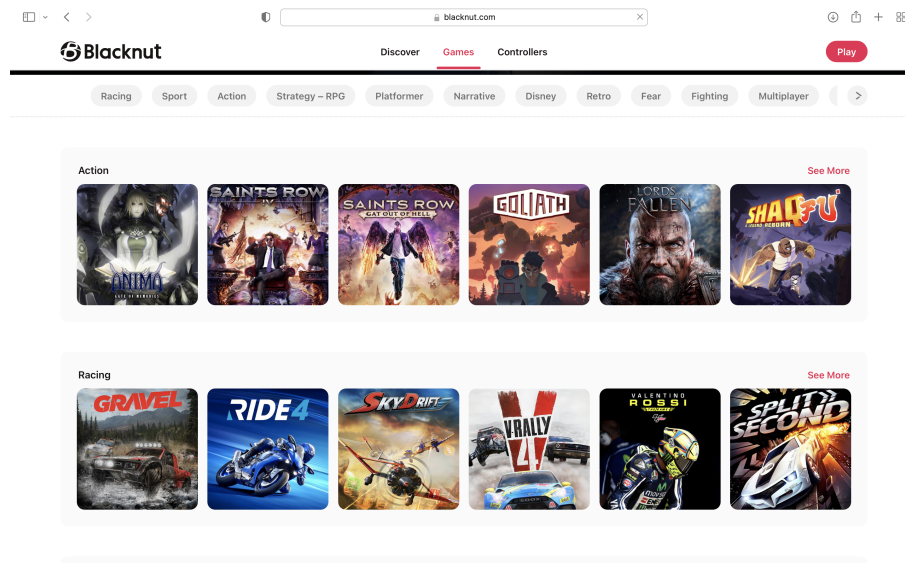 blacknut.com
Blacknut
Discover
Games
Controllers
Play
Racing
Sport
Action
Strategy – RPG
Platformer
Narrative
Disney
Retro
Fear
Fighting
Multiplayer
Action
See More
ANIMA
GATE OF MEMORIES
SAINTS ROW
IV
SAINTS ROW
GAT OUT OF HELL
GOLIATH
LORDS
FALLEN
SHAQ FU
A LEGEND REBORN
Racing
See More
GRAVEL
RIDE 4
SKYDRIFT
V-RALLY
4
VALENTINO
ROSSI
SPLIT
SECOND